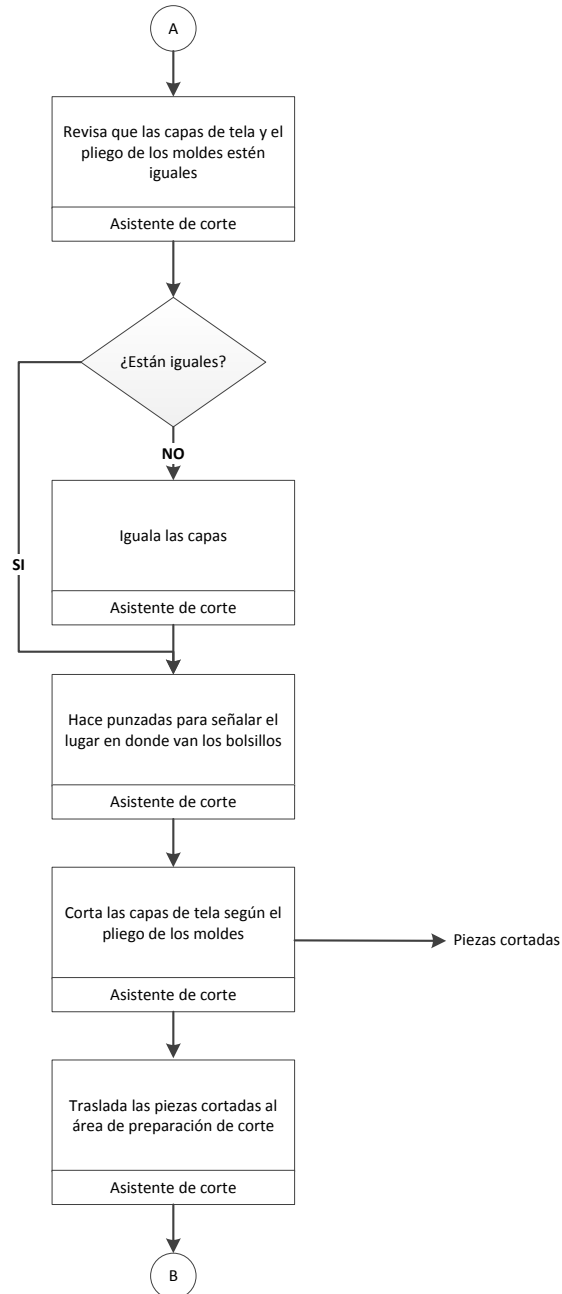 A
Revisa que las capas de tela y el
pliego de los moldes estén
iguales
Asistente de corte
¿Están iguales?
NO
Iguala las capas
SI
Asistente de corte
Hace punzadas para señalar el
lugar en donde van los bolsillos
Asistente de corte
Corta las capas de tela según el
pliego de los moldes
Piezas cortadas
Asistente de corte
Traslada las piezas cortadas al
área de preparación de corte
Asistente de corte
B